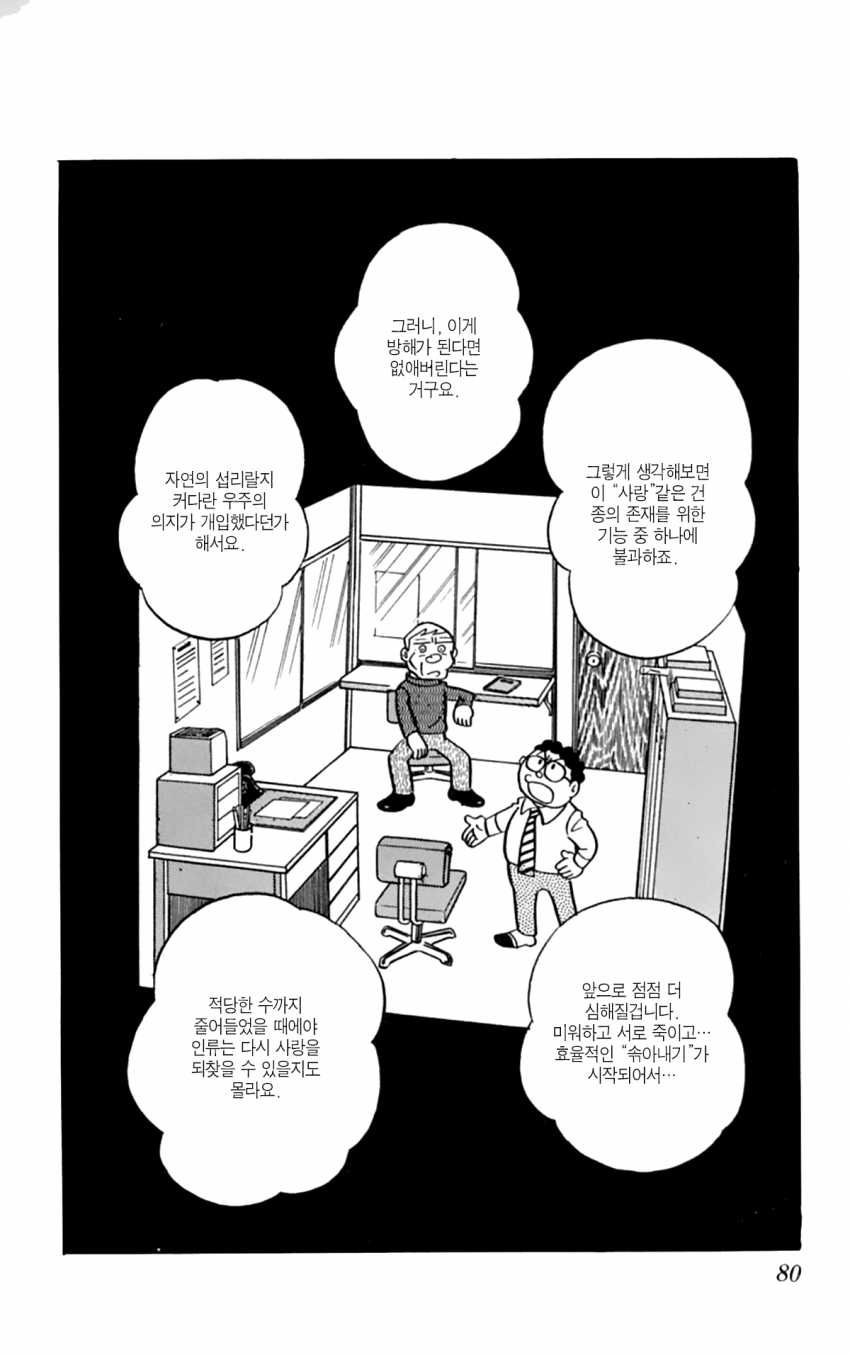 그렇게 생각해보면
이 “사랑”같은 건
종의 존재를 위한
기능 중 하나에
불과하죠.
그러니, 이게
방해가 된다면
없애버린다는
거구요.
자연의 섭리랄지
커다란 우주의
의지가 개입했다던가
해서요.
앞으로 점점 더
심해질겁니다.
미워하고 서로 죽이고…
효율적인 “솎아내기”가
시작되어서…
적당한 수까지
줄어들었을 때에야
인류는 다시 사랑을
되찾을 수 있을지도
몰라요.
80